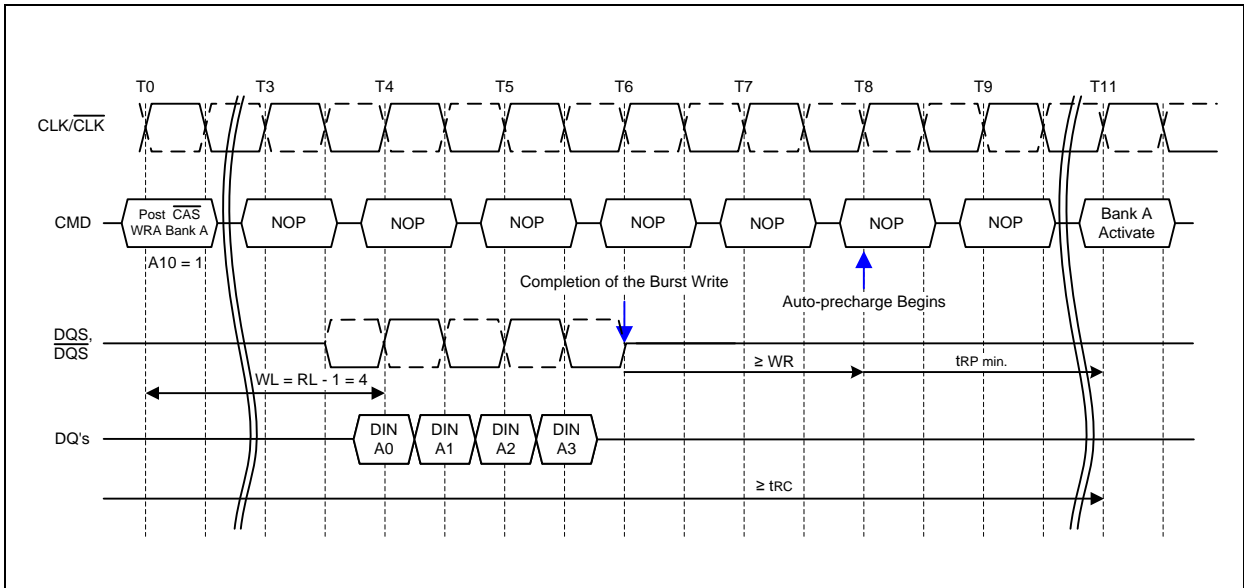 T0 T3 T4 T5 T6 T7 T8 T9 T11
CLK/CLK
CMD
Post CAS
WRA Bank A
NOP NOP NOP NOP NOP NOP NOP
Bank A
Activate
A10 = 1
Completion of the Burst Write
Auto-precharge Begins
DQS,
DQS
≥ WR
tRP min.
WL = RL - 1 = 4
DQ's
DIN
A0
DIN
A1
DIN
A2
DIN
A3
≥ tRC